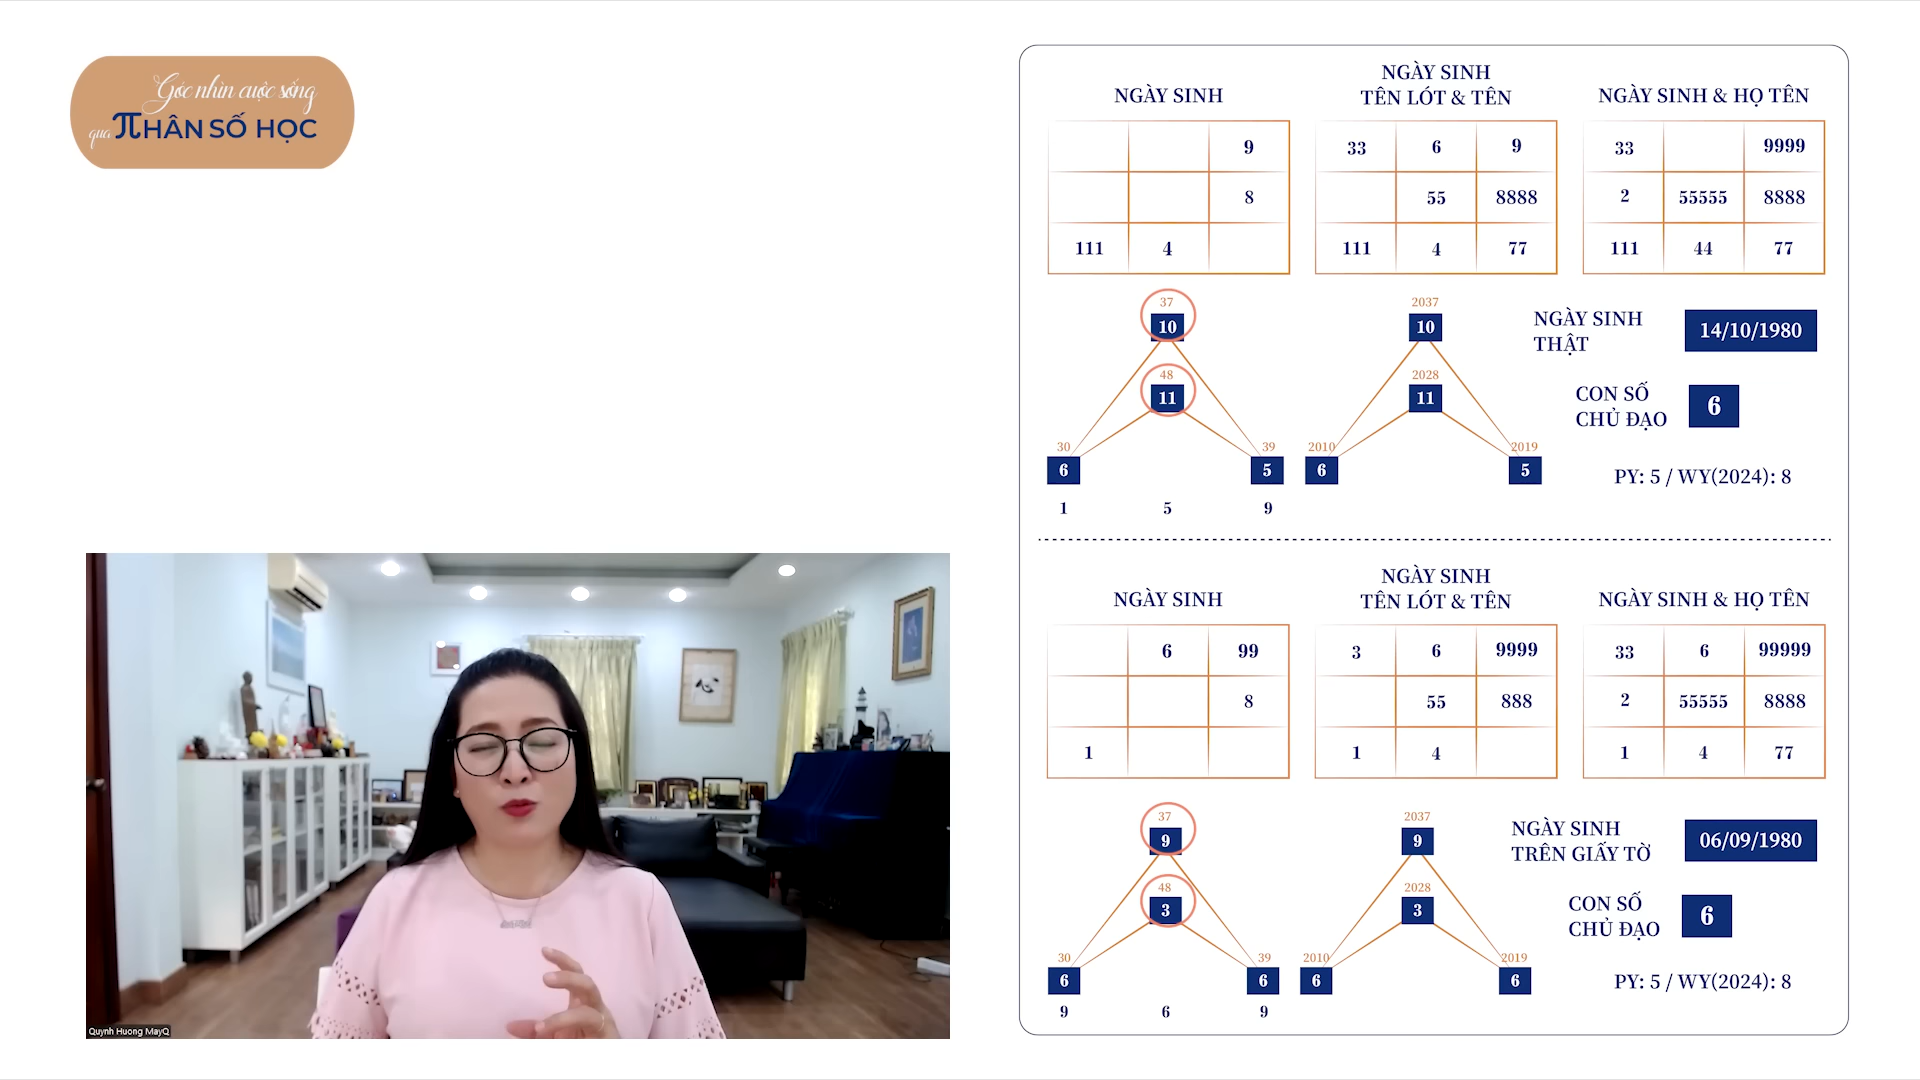 Góc nhìn cuộc sống
qua πHÂN SỐ HỌC
NGÀY SINH
9
8
111 4
NGÀY SINH
TÊN LÓT & TÊN
33 6 9
55 8888
111 4 77
NGÀY SINH & HỌ TÊN
33 9999
2 55555 8888
111 44 77
37
10
48
11
30 39
6 5
1 5 9
2037
10
2028
11
2010 2019
6 5
NGÀY SINH
THẬT
14/10/1980
CON SỐ
CHỦ ĐẠO
6
PY: 5 / WY(2024): 8
NGÀY SINH
6 99
8
1
NGÀY SINH
TÊN LÓT & TÊN
3 6 9999
55 888
1 4
NGÀY SINH & HỌ TÊN
33 6 99999
2 55555 8888
1 4 77
37
9
48
3
30 39
6 6
9 6 9
2037
9
2028
3
2010 2019
6 6
NGÀY SINH
TRÊN GIẤY TỜ
06/09/1980
CON SỐ
CHỦ ĐẠO
6
PY: 5 / WY(2024): 8
Quynh Huong MayQ